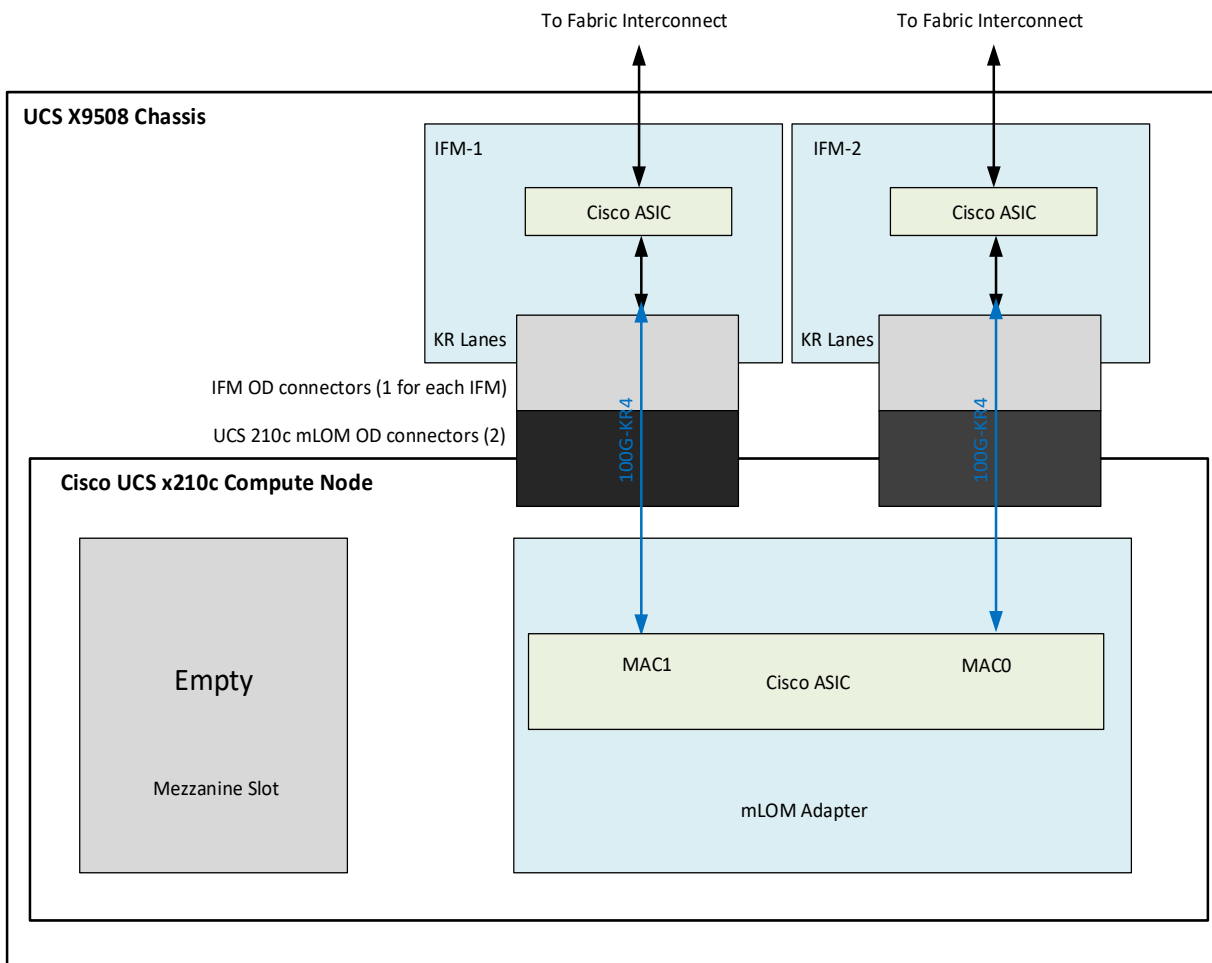 To Fabric Interconnect
To Fabric Interconnect
UCS X9508 Chassis
IFM-1
IFM-2
Cisco ASIC
Cisco ASIC
KR Lanes
KR Lanes
IFM OD connectors (1 for each IFM)
UCS 210c mLOM OD connectors (2)
100G-KR4
100G-KR4
Cisco UCS x210c Compute Node
Empty
Mezzanine Slot
MAC1
MAC0
Cisco ASIC
mLOM Adapter